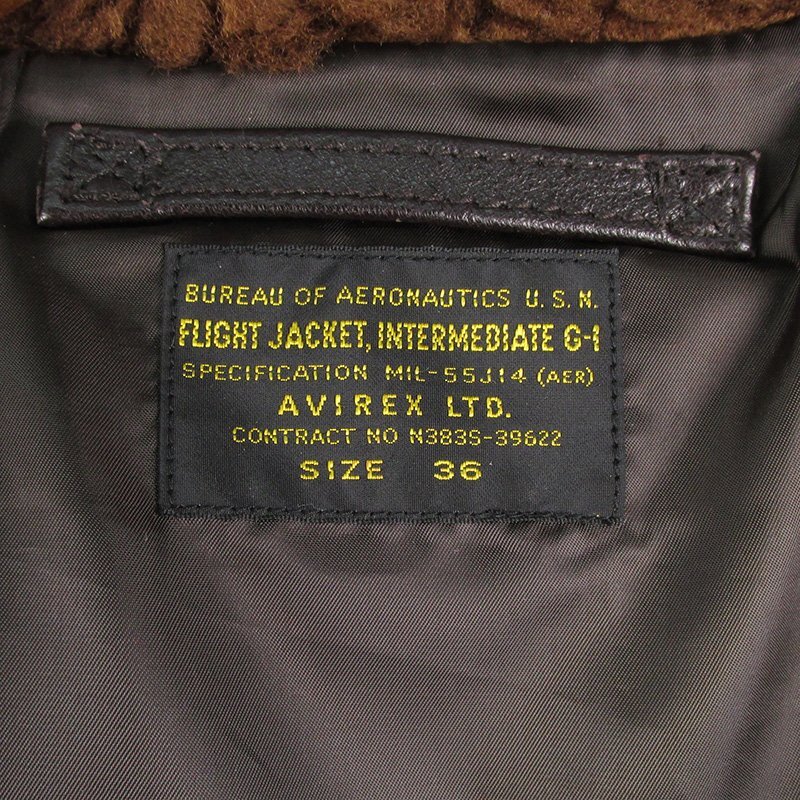 BUREAU OF AERONAUTICS U.S.N.
FLIGHT JACKET, INTERMEDIATE G-1
SPECIFICATION MIL-55J14 (AER)
AVIREX LTD.
CONTRACT NO N383S-39622
SIZE 36